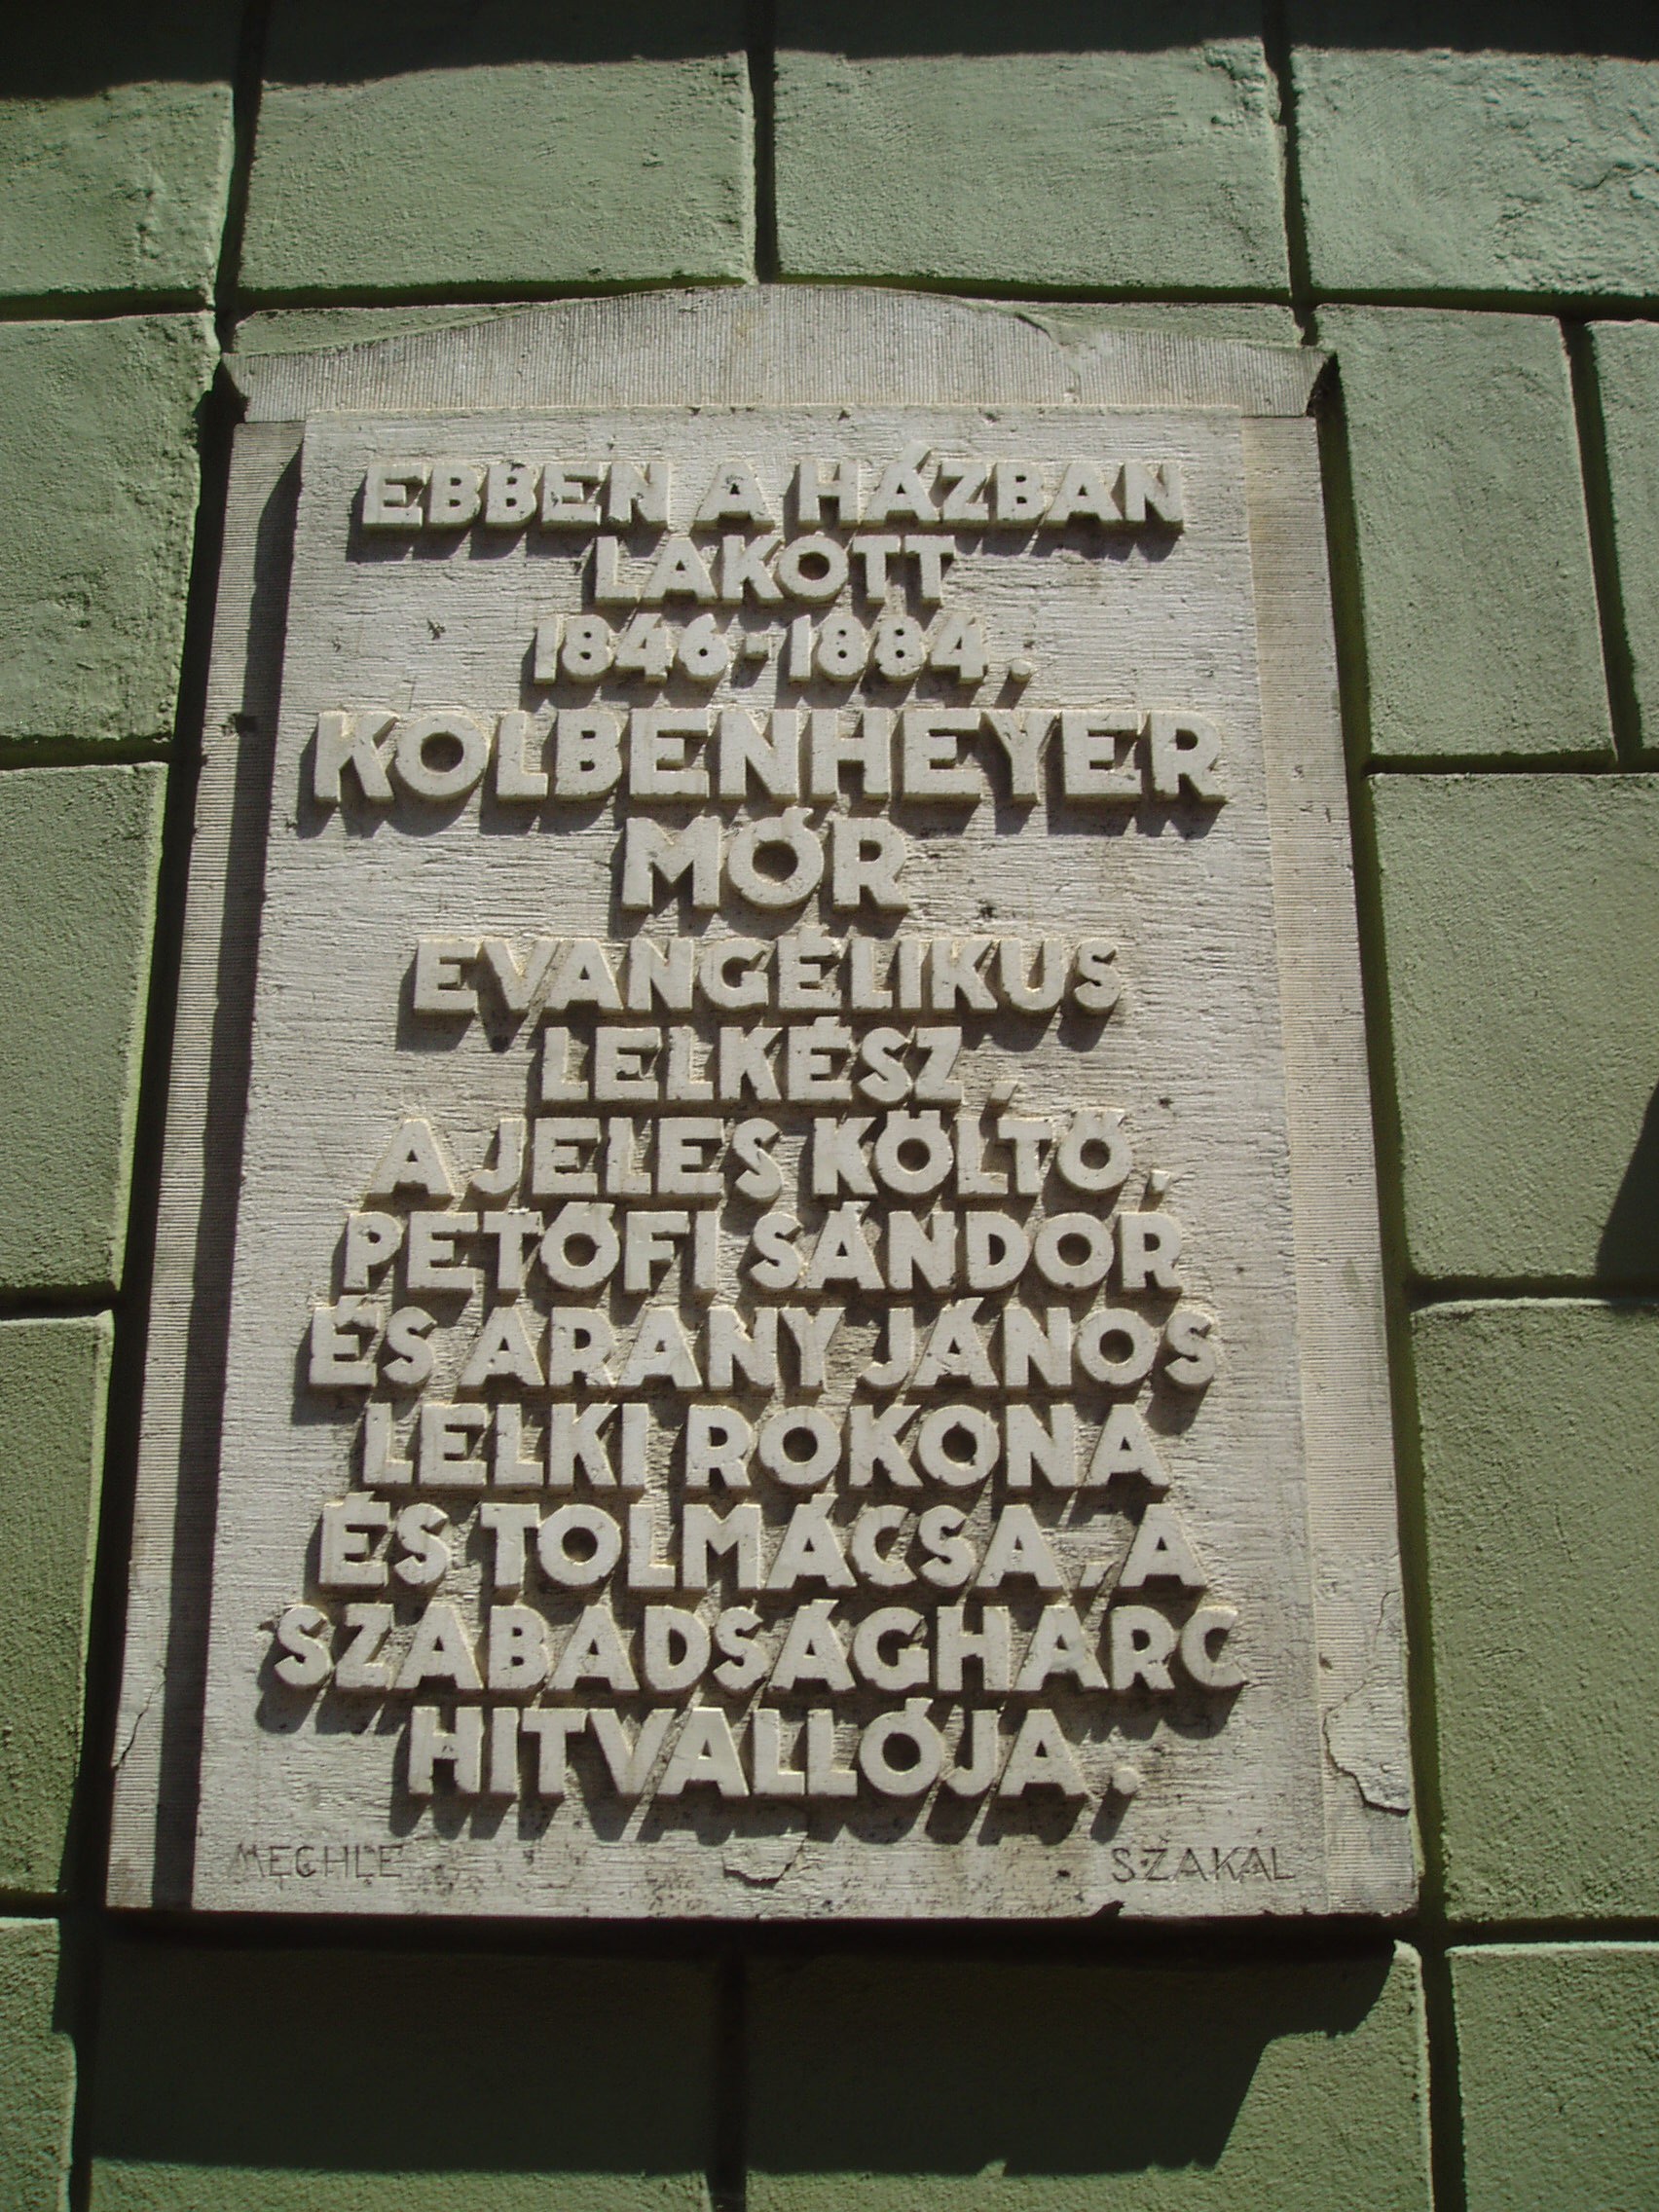 EBBEN A HÁZBAN
LAKOTT
1846-1884.
KOLBENHEYER
MÓR
EVANGÉLIKUS
LELKÉSZ,
A JELES KÖLTŐ,
PETŐFI SÁNDOR
ÉS ARANY JÁNOS
LELKI ROKONA
ÉS TOLMÁCSA, A
SZABADSÁGHARC
HITVALLÓJA.
MECHLE SZAKÁL